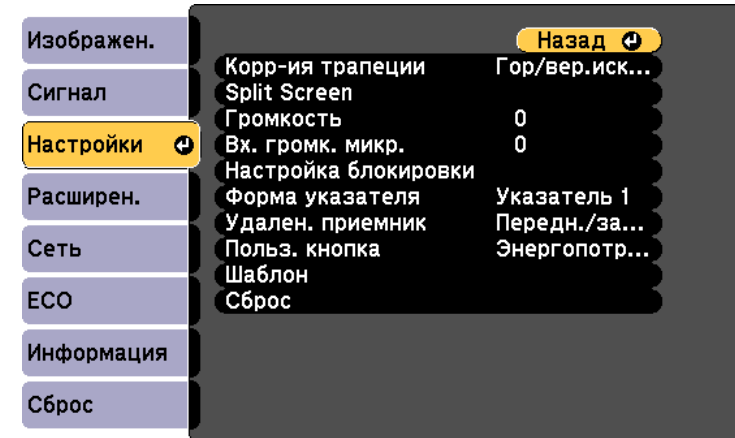 Изображен.
Сигнал
Настройки
Расширен.
Сеть
ECO
Информация
Сброс
Назад
Корр-ия трапеции Гор/вер.иск...
Split Screen
Громкость 0
Вх. громк. микр. 0
Настройка блокировки
Форма указателя Указатель 1
Удален. приемник Передн./за...
Польз. кнопка Энергопотр...
Шаблон
Сброс